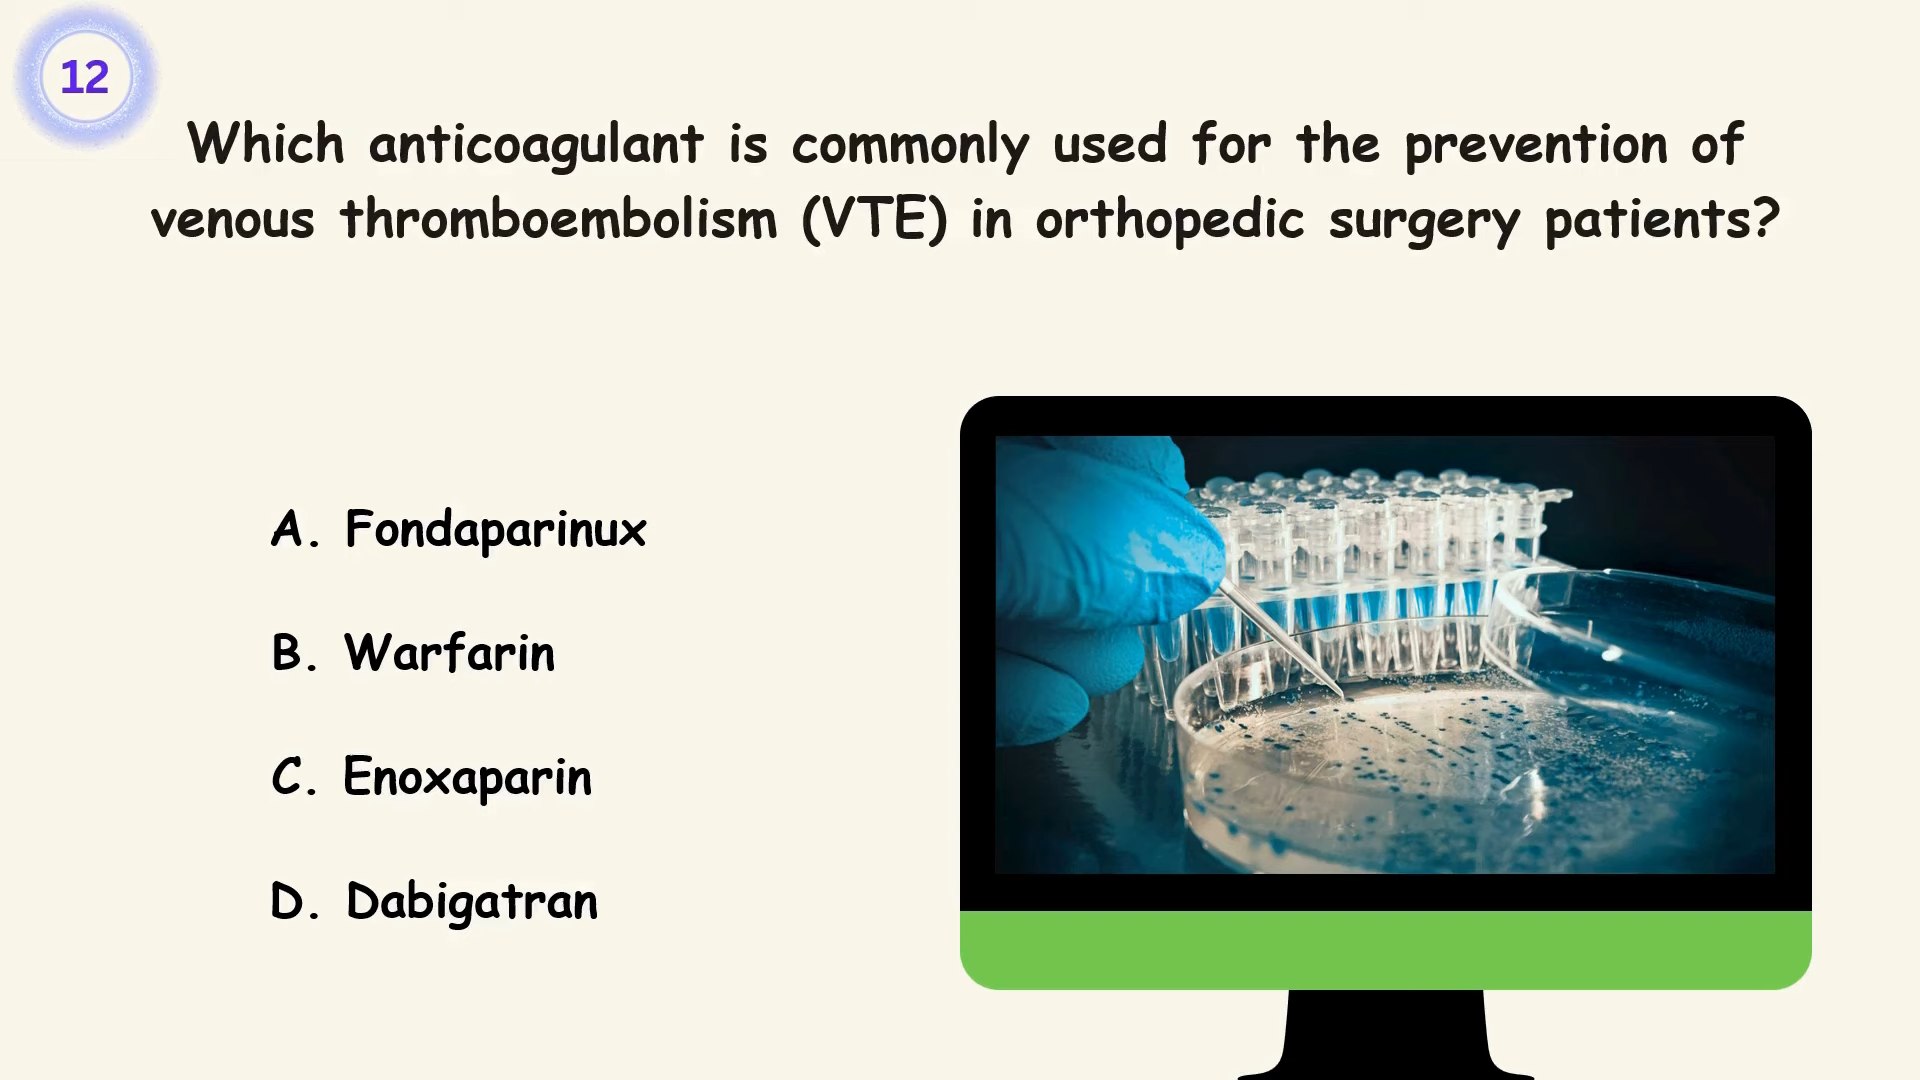 12
Which anticoagulant is commonly used for the prevention of
venous thromboembolism (VTE) in orthopedic surgery patients?
A. Fondaparinux
B. Warfarin
C. Enoxaparin
D. Dabigatran